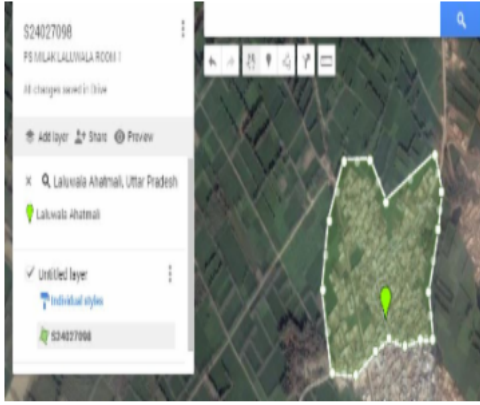 S24027098
PS MILAK LALUWALA ROOM 1
All changes saved in Drive
Add layer Share Preview
Laluwala Ahatmali, Uttar Pradesh
Laluwala Ahatmali
Untitled layer
Individual styles
S24027098